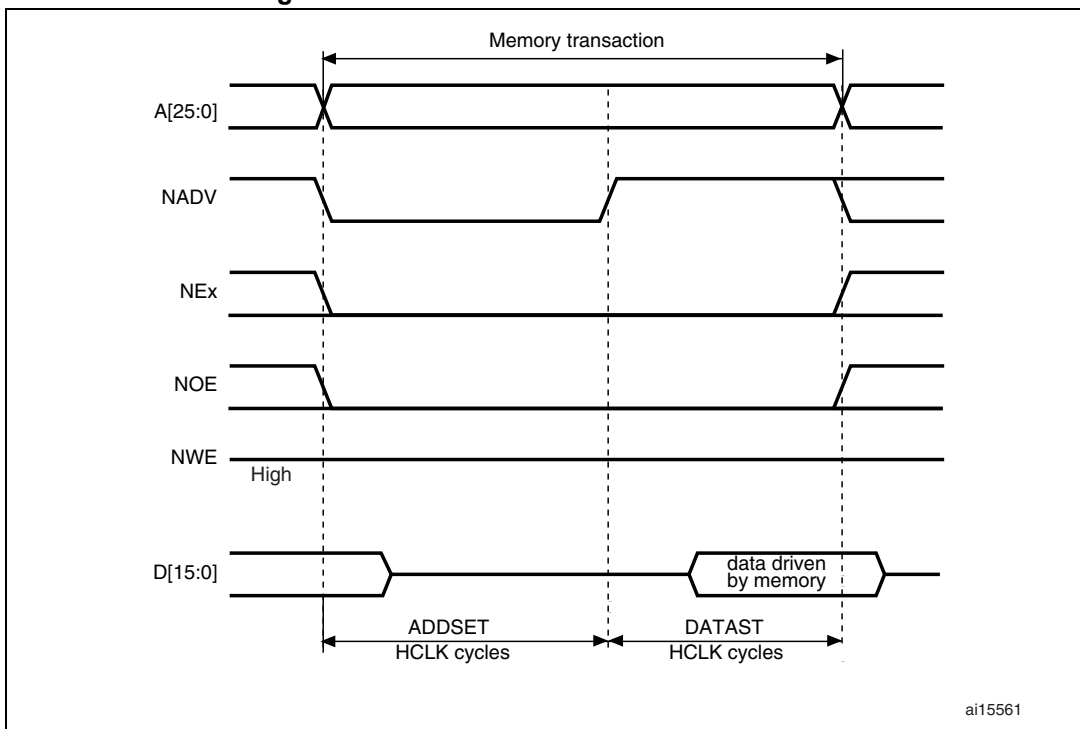 Memory transaction
A[25:0]
NADV
NEx
NOE
NWE
High
D[15:0]
data driven
by memory
ADDSET
HCLK cycles
DATAST
HCLK cycles
ai15561